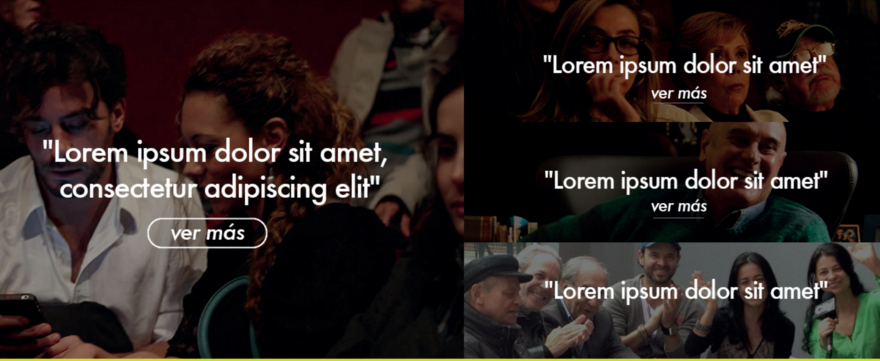 "Lorem ipsum dolor sit amet,
consectetur adipiscing elit"
ver más
"Lorem ipsum dolor sit amet"
ver más
"Lorem ipsum dolor sit amet"
ver más
"Lorem ipsum dolor sit amet"